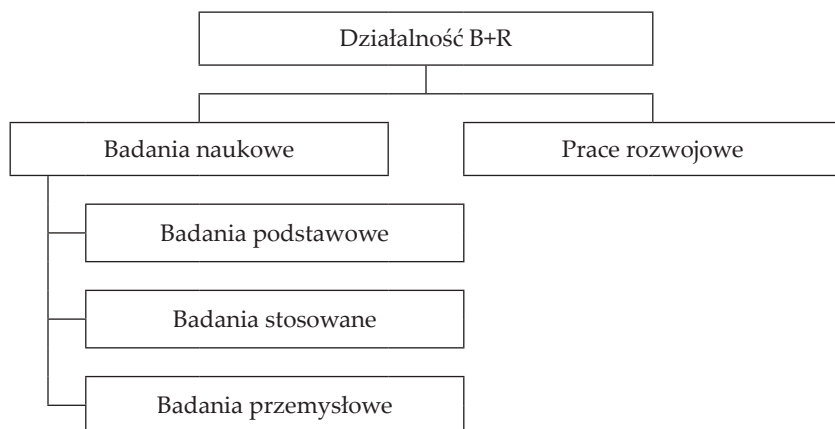 Działalność B+R
Badania naukowe
Prace rozwojowe
Badania podstawowe
Badania stosowane
Badania przemysłowe